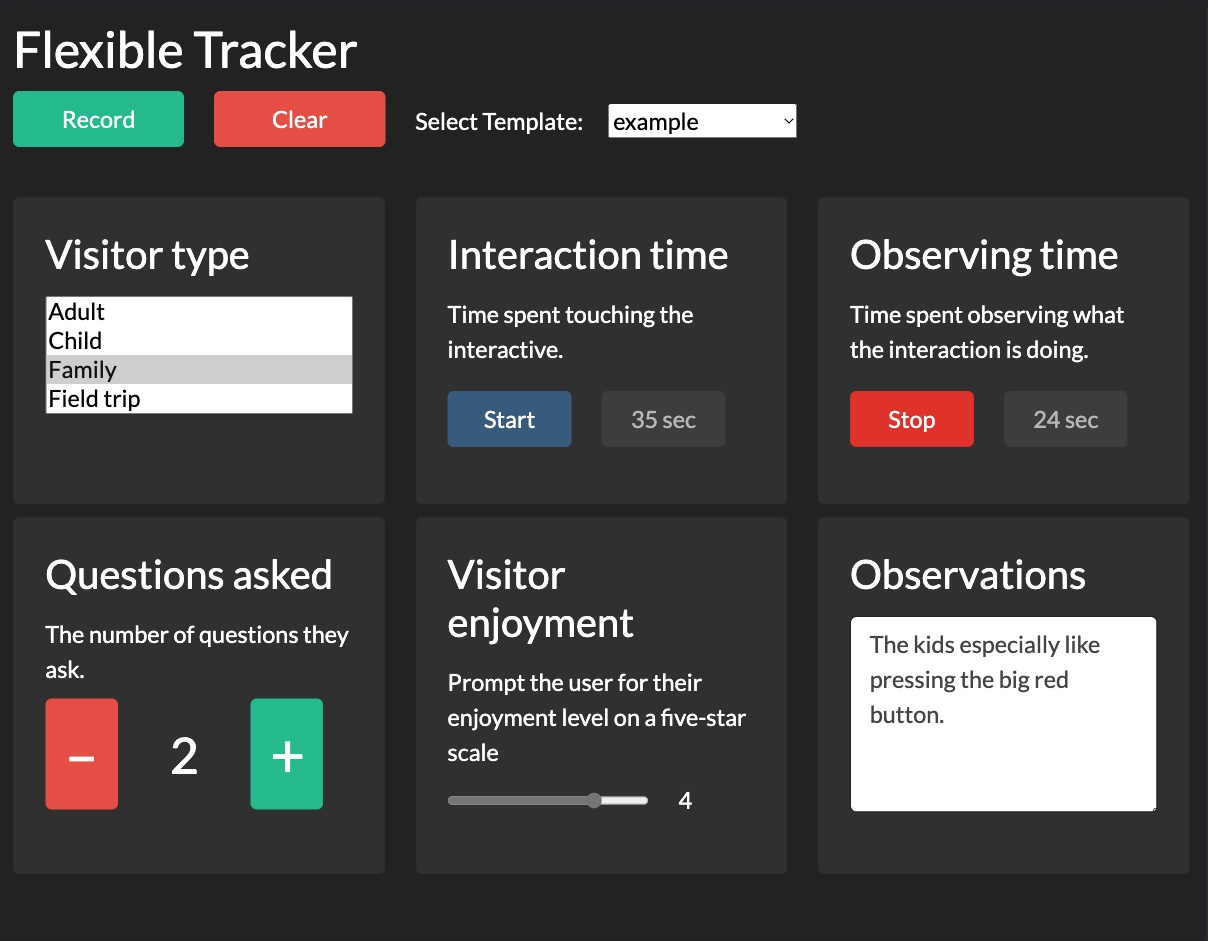 Flexible Tracker
Record
Clear
Select Template:
example
Visitor type
Adult
Child
Family
Field trip
Interaction time
Time spent touching the
interactive.
Start
35 sec
Observing time
Time spent observing what
the interaction is doing.
Stop
24 sec
Questions asked
The number of questions they
ask.
–
2
+
Visitor
enjoyment
Prompt the user for their
enjoyment level on a five-star
scale
4
Observations
The kids especially like
pressing the big red
button.